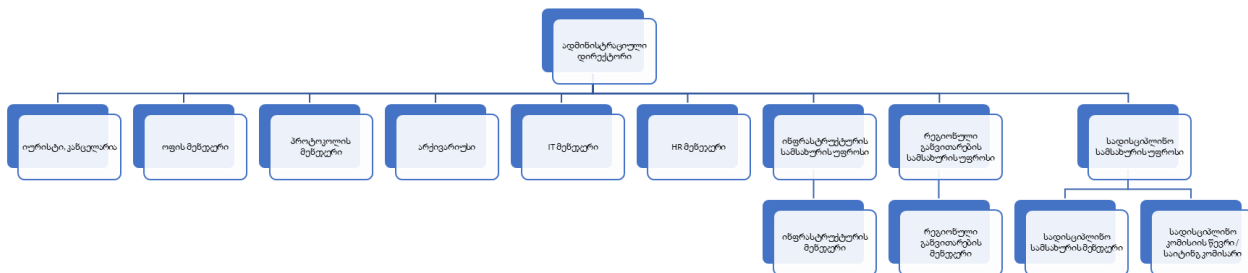 ადმინისტრაციული
დირექტორი
იურისტი, კანცელარია
ოფის მენეჯერი
პროტოკოლის
მენეჯერი
არქივარიუსი
IT მენეჯერი
HR მენეჯერი
ინფრასტრუქტურის
სამსახურის უფროსი
რეგიონული
განვითარების
სამსახურის უფროსი
სადისციპლინო
სამსახურის უფროსი
ინფრასტრუქტურის
მენეჯერი
რეგიონული
განვითარების
მენეჯერი
სადისციპლინო
სამსახურის მენეჯერი
სადისციპლინო
კომისიის წევრი /
საიტინგ კომისარი